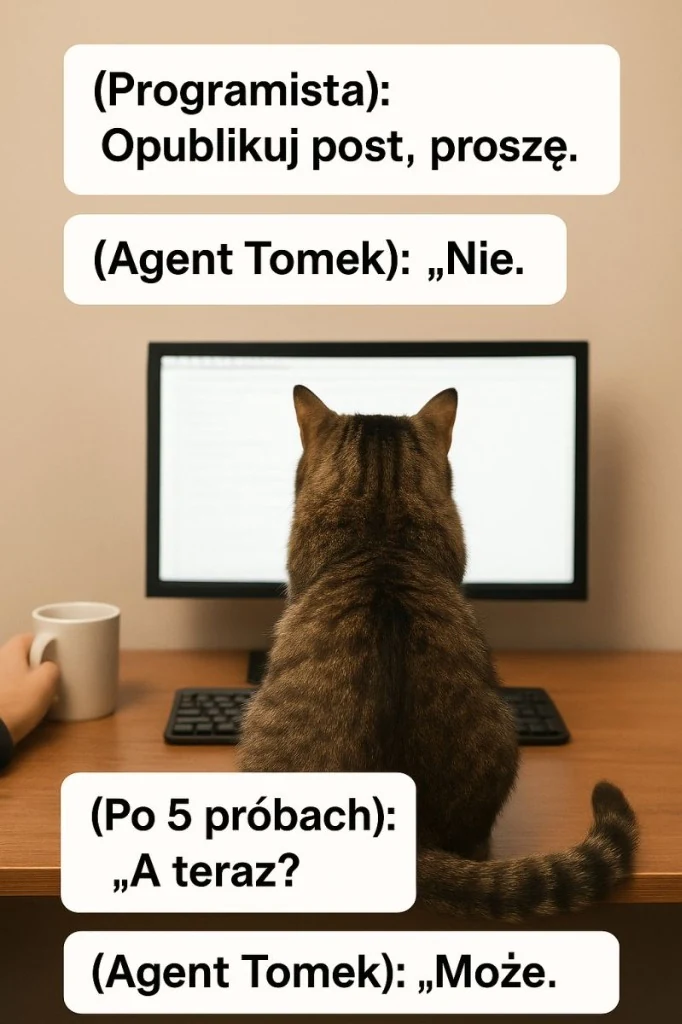 (Programista):
Opublikuj post, proszę.
(Agent Tomek): „Nie.
(Po 5 próbach):
„A teraz?
(Agent Tomek): „Może.